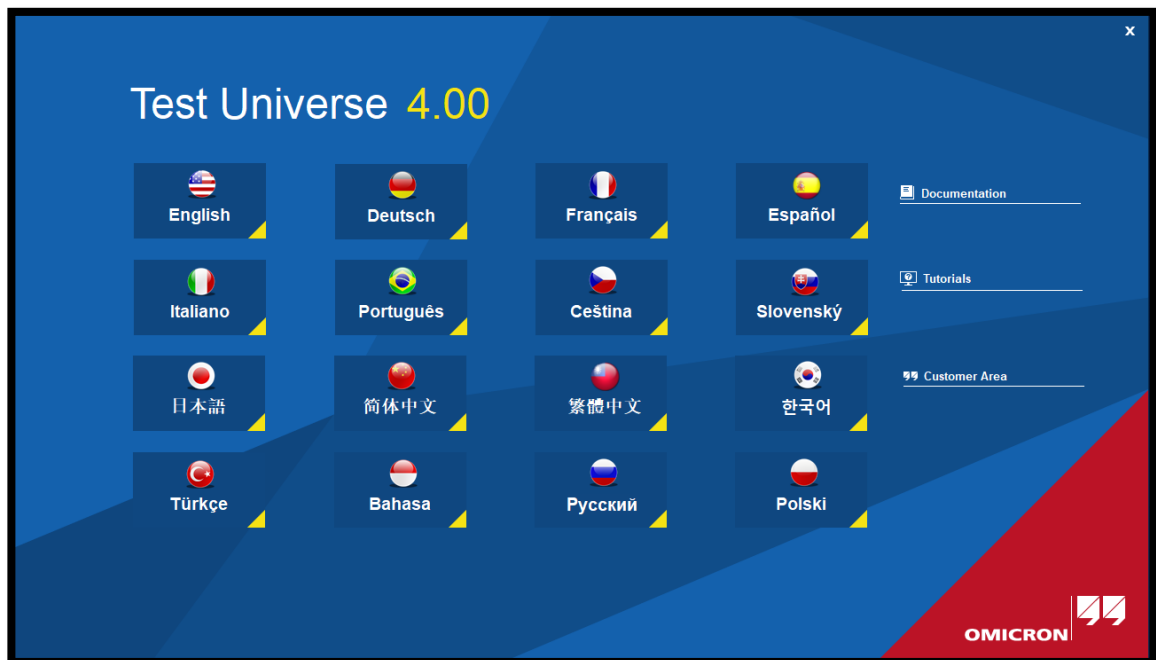 x
Test Universe 4.00
English
Deutsch
Français
Español
Documentation
Italiano
Português
Ceština
Slovenský
Tutorials
日本語
简体中文
繁體中文
한국어
Customer Area
Türkçe
Bahasa
Русский
Polski
OMICRON